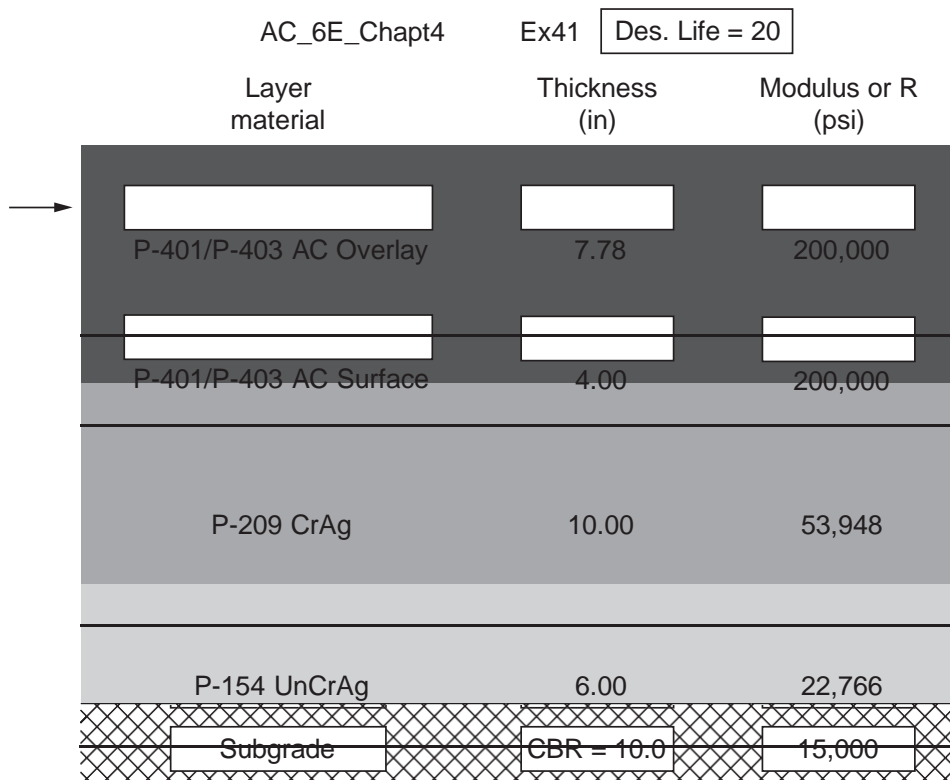 AC_6E_Chapt4 Ex41 Des. Life = 20
Layer material Thickness (in) Modulus or R (psi)
P-401/P-403 AC Overlay 7.78 200,000
P-401/P-403 AC Surface 4.00 200,000
P-209 CrAg 10.00 53,948
P-154 UnCrAg 6.00 22,766
Subgrade CBR = 10.0 15,000